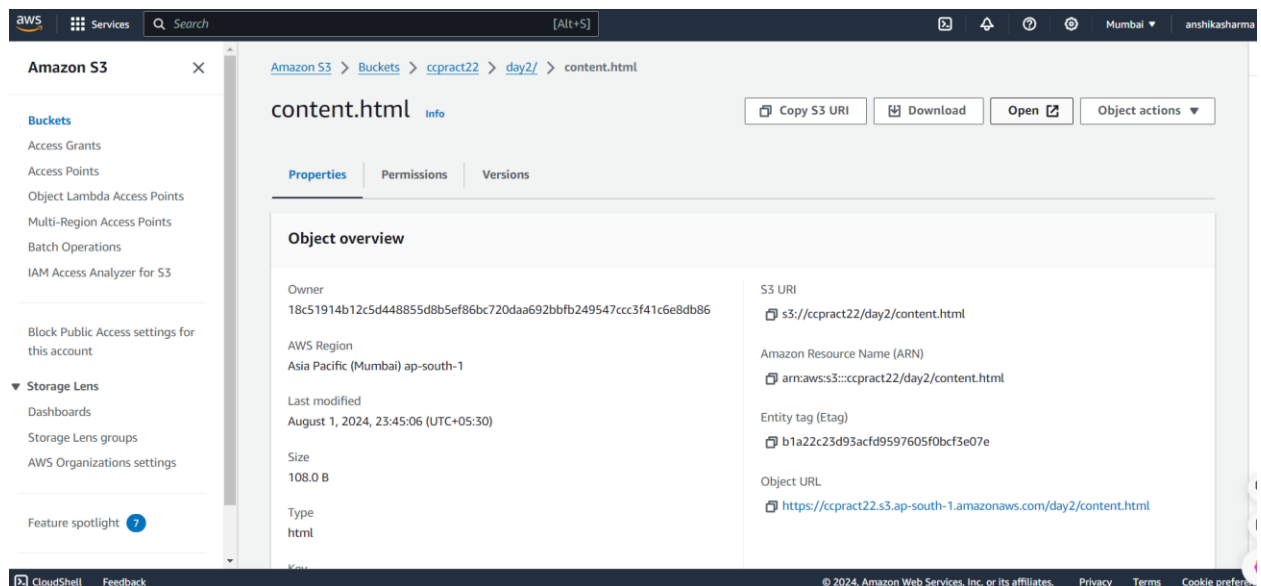 aws Services Search [Alt+S] Mumbai ▼ anshikasharma
Amazon S3
Buckets
Access Grants
Access Points
Object Lambda Access Points
Multi-Region Access Points
Batch Operations
IAM Access Analyzer for S3
Block Public Access settings for
this account
▼ Storage Lens
Dashboards
Storage Lens groups
AWS Organizations settings
Feature spotlight 7
Amazon S3 > Buckets > ccpract22 > day2/ > content.html
content.html Info
Copy S3 URI Download Open Object actions ▼
Properties Permissions Versions
Object overview
Owner
18c51914b12c5d448855d8b5ef86bc720daa692bbfb249547ccc3f41c6e8db86
AWS Region
Asia Pacific (Mumbai) ap-south-1
Last modified
August 1, 2024, 23:45:06 (UTC+05:30)
Size
108.0 B
Type
html
Key
S3 URI
s3://ccpract22/day2/content.html
Amazon Resource Name (ARN)
arn:aws:s3:::ccpract22/day2/content.html
Entity tag (Etag)
b1a22c23d93acfd9597605f0bcf3e07e
Object URL
https://ccpract22.s3.ap-south-1.amazonaws.com/day2/content.html
CloudShell Feedback © 2024, Amazon Web Services, Inc. or its affiliates. Privacy Terms Cookie prefere